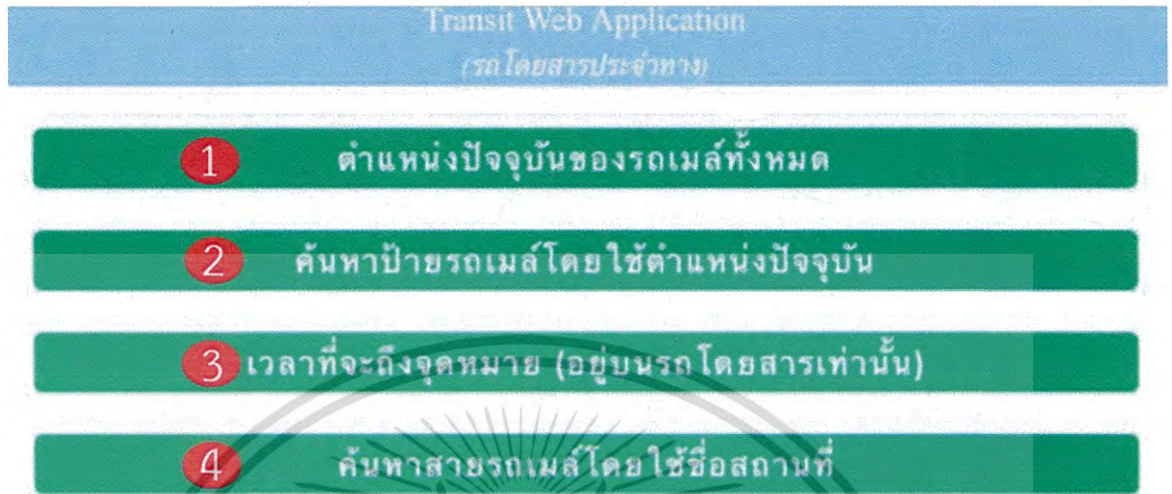 Transit Web Application
(รถโดยสารประจำทาง)
1 ตำแหน่งปัจจุบันของรถเมล์ทั้งหมด
2 ค้นหาป้ายรถเมล์โดยใช้ตำแหน่งปัจจุบัน
3 เวลาที่จะถึงจุดหมาย (อยู่บนรถโดยสารเท่านั้น)
4 ค้นหาสายรถเมล์โดยใช้ชื่อสถานที่